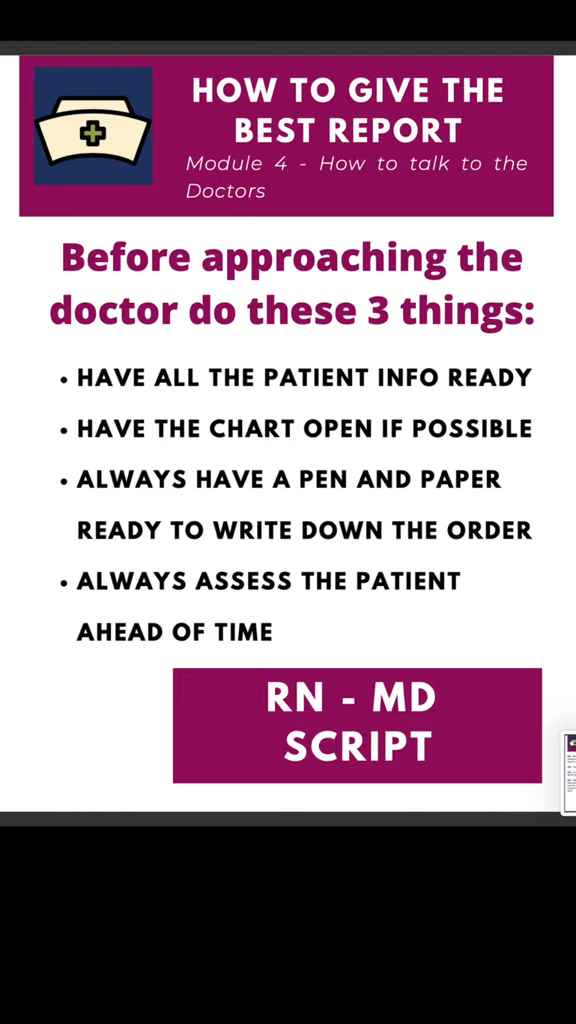 HOW TO GIVE THE
BEST REPORT
Module 4 - How to talk to the
Doctors
Before approaching the
doctor do these 3 things:
• HAVE ALL THE PATIENT INFO READY
• HAVE THE CHART OPEN IF POSSIBLE
• ALWAYS HAVE A PEN AND PAPER
READY TO WRITE DOWN THE ORDER
• ALWAYS ASSESS THE PATIENT
AHEAD OF TIME
RN - MD
SCRIPT